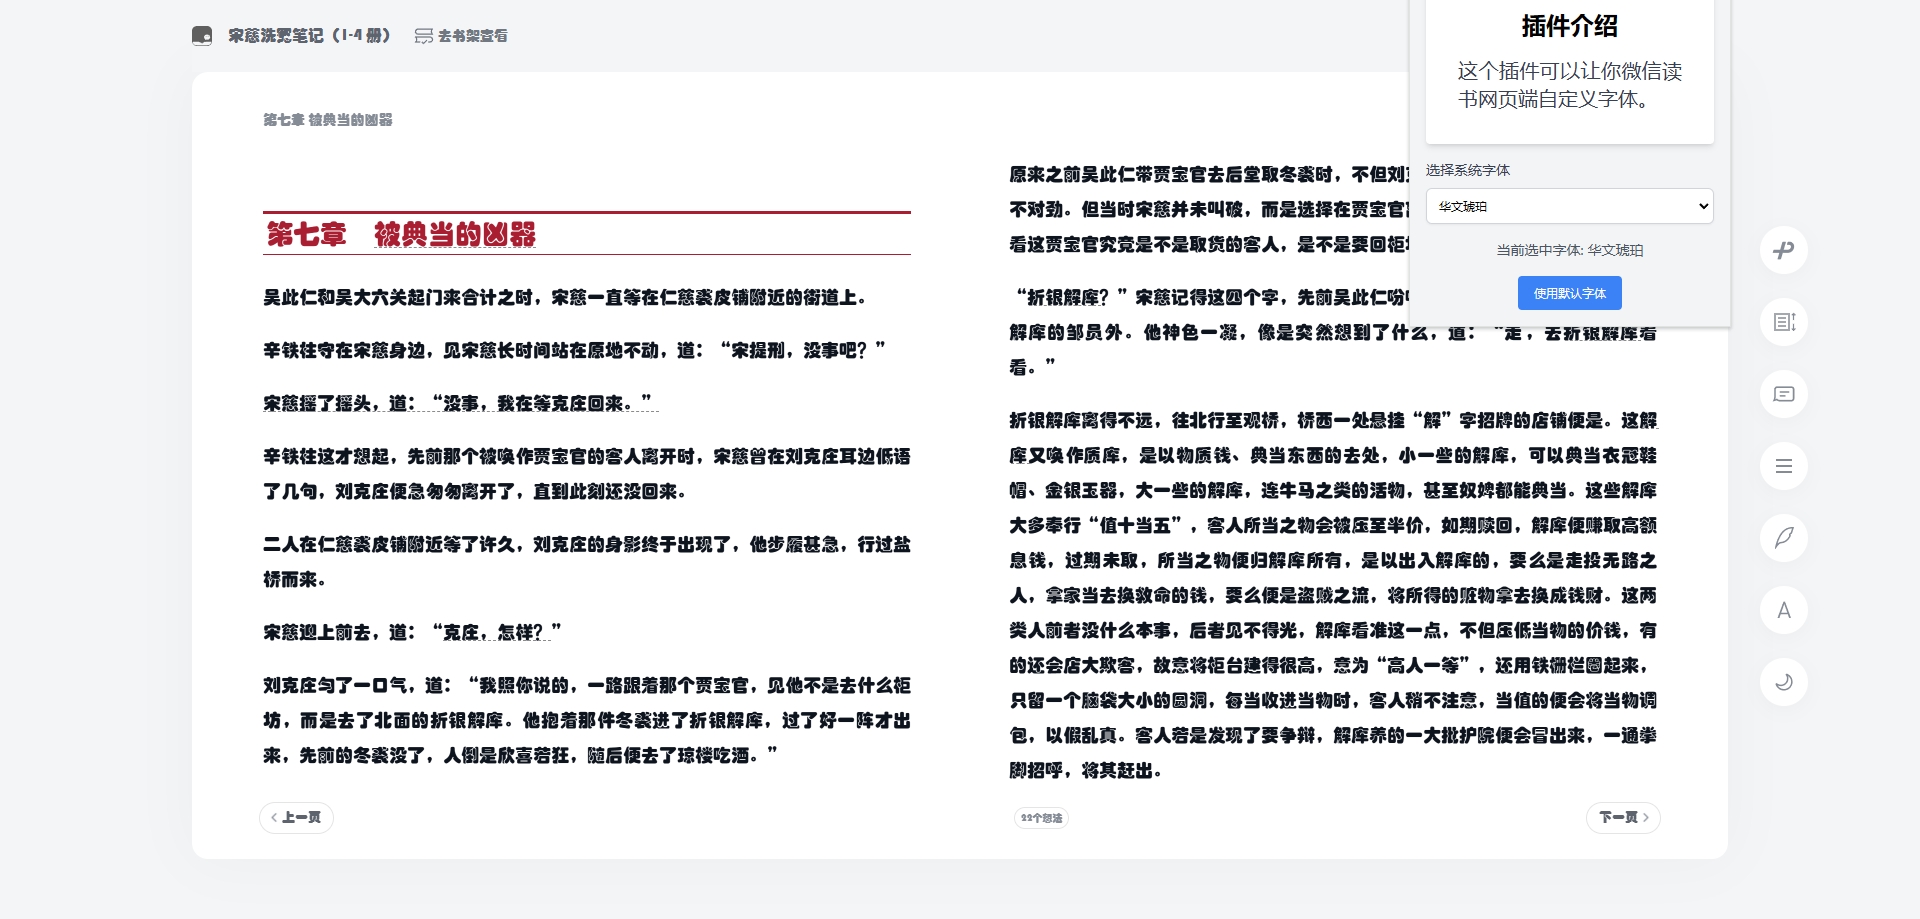 宋慈洗冤笔记（1-4 册）
去书架查看
第七章 被典当的凶器
第七章　被典当的凶器
吴此仁和吴大六关起门来合计之时，宋慈一直等在仁慈裘皮铺附近的街道上。
辛铁柱守在宋慈身边，见宋慈长时间站在原地不动，道：“宋提刑，没事吧？”
宋慈摇了摇头，道：“没事，我在等克庄回来。”
辛铁柱这才想起，先前那个被唤作贾宝官的客人离开时，宋慈曾在刘克庄耳边低语
了几句，刘克庄便急匆匆离开了，直到此刻还没回来。
二人在仁慈裘皮铺附近等了许久，刘克庄的身影终于出现了，他步履甚急，行过盐
桥而来。
宋慈迎上前去，道：“克庄，怎样？”
刘克庄匀了一口气，道：“我照你说的，一路跟着那个贾宝官，见他不是去什么柜
坊，而是去了北面的折银解库。他抱着那件冬裘进了折银解库，过了好一阵才出
来，先前的冬裘没了，人倒是欣喜若狂，随后便去了琼楼吃酒。”
上一页
原来之前吴此仁带贾宝官去后堂取冬裘时，不但刘
不对劲。但当时宋慈并未叫破，而是选择在贾宝官
看这贾宝官究竟是不是取货的客人，是不是要回柜
“折银解库？”宋慈记得这四个字，先前吴此仁吩
解库的邹员外。他神色一凝，像是突然想到了什么，道：“走，去折银解库看
看。”
折银解库离得不远，往北行至观桥，桥西一处悬挂“解”字招牌的店铺便是。这解
库又唤作质库，是以物质钱、典当东西的去处，小一些的解库，可以典当衣冠鞋
帽、金银玉器，大一些的解库，连牛马之类的活物，甚至奴婢都能典当。这些解库
大多奉行“值十当五”，客人所当之物会被压至半价，如期赎回，解库便赚取高额
息钱，过期未取，所当之物便归解库所有，是以出入解库的，要么是走投无路之
人，拿家当去换救命的钱，要么便是盗贼之流，将所得的赃物拿去换成钱财。这两
类人前者没什么本事，后者见不得光，解库看准这一点，不但压低当物的价钱，有
的还会店大欺客，故意将柜台建得很高，意为“高人一等”，还用铁栅栏圈起来，
只留一个脑袋大小的圆洞，每当收进当物时，客人稍不注意，当值的便会将当物调
包，以假乱真。客人若是发现了要争辩，解库养的一大批护院便会冒出来，一通拳
脚招呼，将其赶出。
22个想法
下一页
插件介绍
这个插件可以让你微信读
书网页端自定义字体。
选择系统字体
华文琥珀
当前选中字体: 华文琥珀
使用默认字体
A